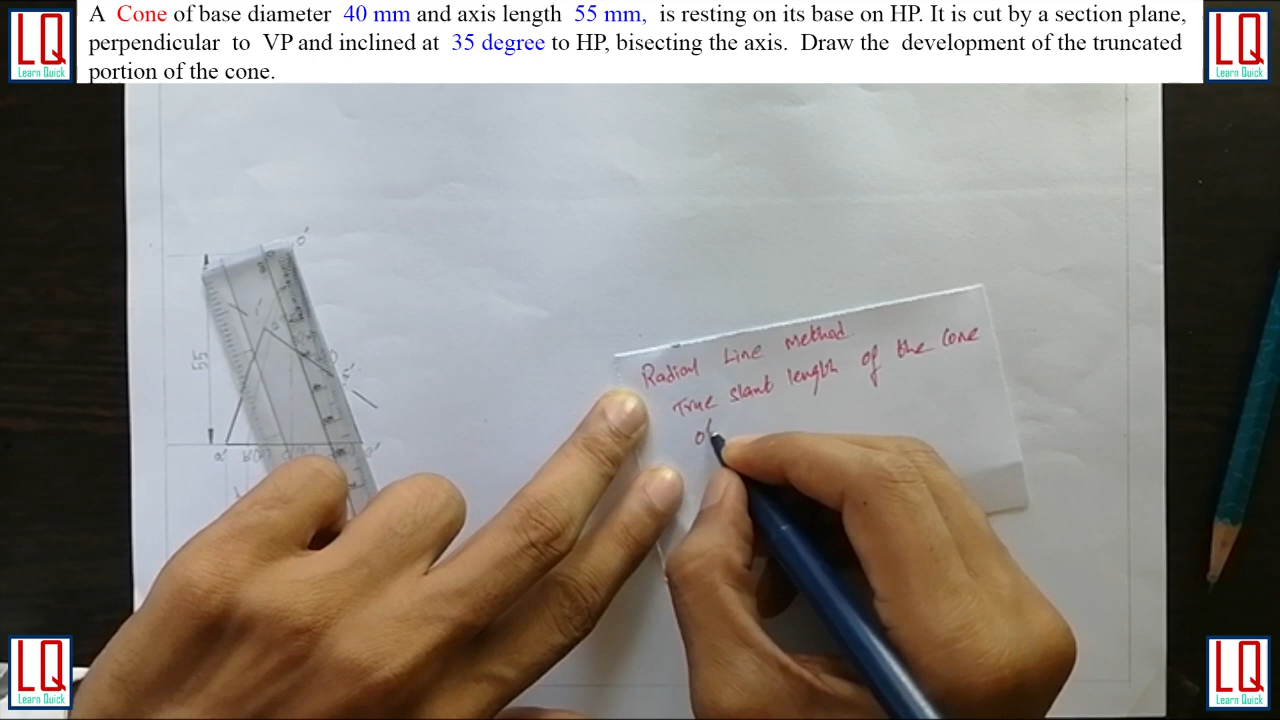 A Cone of base diameter 40 mm and axis length 55 mm, is resting on its base on HP. It is cut by a section plane,
perpendicular to VP and inclined at 35 degree to HP, bisecting the axis. Draw the development of the truncated
portion of the cone.
LQ
Learn Quick
LQ
Learn Quick
o'
55
a'
Radial Line Method
True slant length of the Cone
LQ
Learn Quick
LQ
Learn Quick